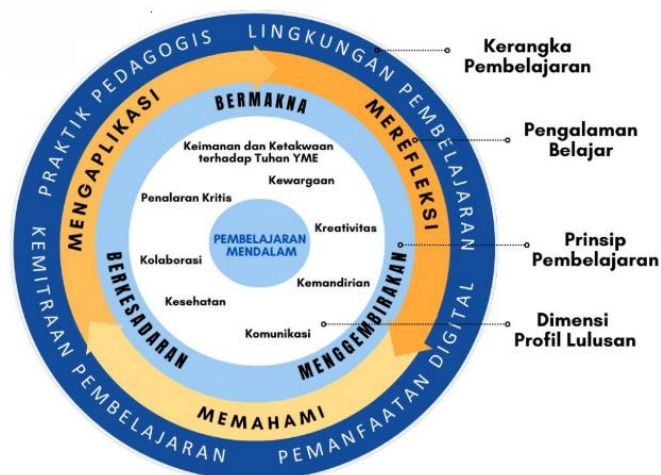 PRAKTIK PEDAGOGIS
LINGKUNGAN PEMBELAJARAN
KEMITRAAN PEMBELAJARAN
PEMANFAATAN DIGITAL
MENGAPLIKASI
MEREFLEKSI
MEMAHAMI
BERMAKNA
BERKESADARAN
MENGGEMBIRAKAN
Keimanan dan Ketakwaan
terhadap Tuhan YME
Kewargaan
Penalaran Kritis
Kreativitas
PEMBELAJARAN
MENDALAM
Kolaborasi
Kemandirian
Kesehatan
Komunikasi
Kerangka
Pembelajaran
Pengalaman
Belajar
Prinsip
Pembelajaran
Dimensi
Profil Lulusan